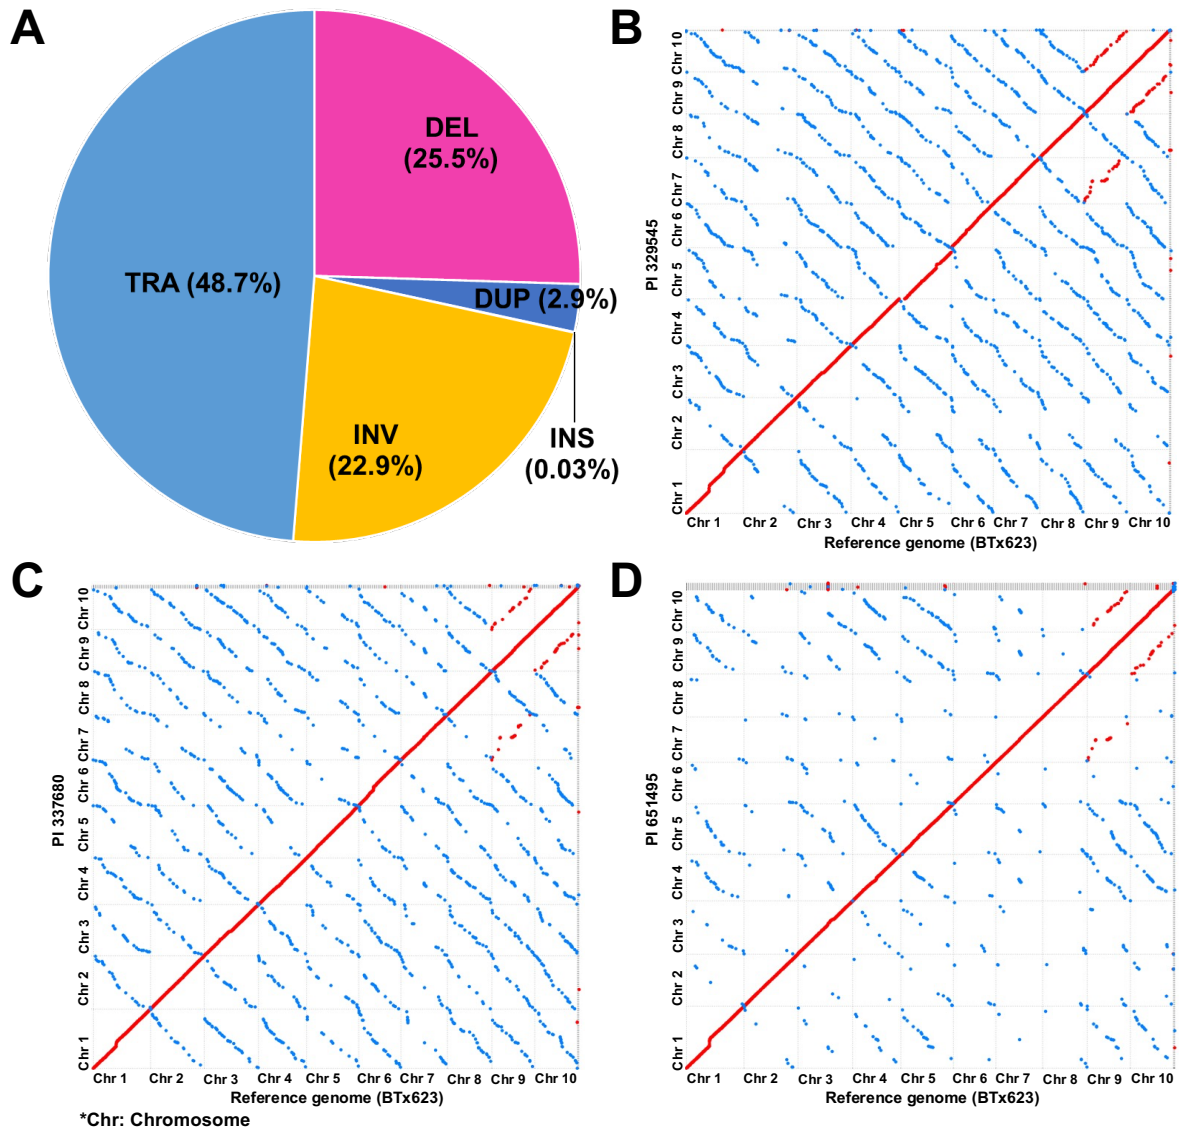 A
DEL
(25.5%)
TRA (48.7%)
DUP (2.9%)
INV
(22.9%)
INS
(0.03%)
B
PI 329545
Chr 10
Chr 9
Chr 8
Chr 7
Chr 6
Chr 5
Chr 4
Chr 3
Chr 2
Chr 1
Chr 1 Chr 2 Chr 3 Chr 4 Chr 5 Chr 6 Chr 7 Chr 8 Chr 9 Chr 10
Reference genome (BTx623)
C
PI 337680
Chr 10
Chr 9
Chr 8
Chr 7
Chr 6
Chr 5
Chr 4
Chr 3
Chr 2
Chr 1
Chr 1 Chr 2 Chr 3 Chr 4 Chr 5 Chr 6 Chr 7 Chr 8 Chr 9 Chr 10
Reference genome (BTx623)
*Chr: Chromosome
D
PI 651495
Chr 10
Chr 9
Chr 8
Chr 7
Chr 6
Chr 5
Chr 4
Chr 3
Chr 2
Chr 1
Chr 1 Chr 2 Chr 3 Chr 4 Chr 5 Chr 6 Chr 7 Chr 8 Chr 9 Chr 10
Reference genome (BTx623)